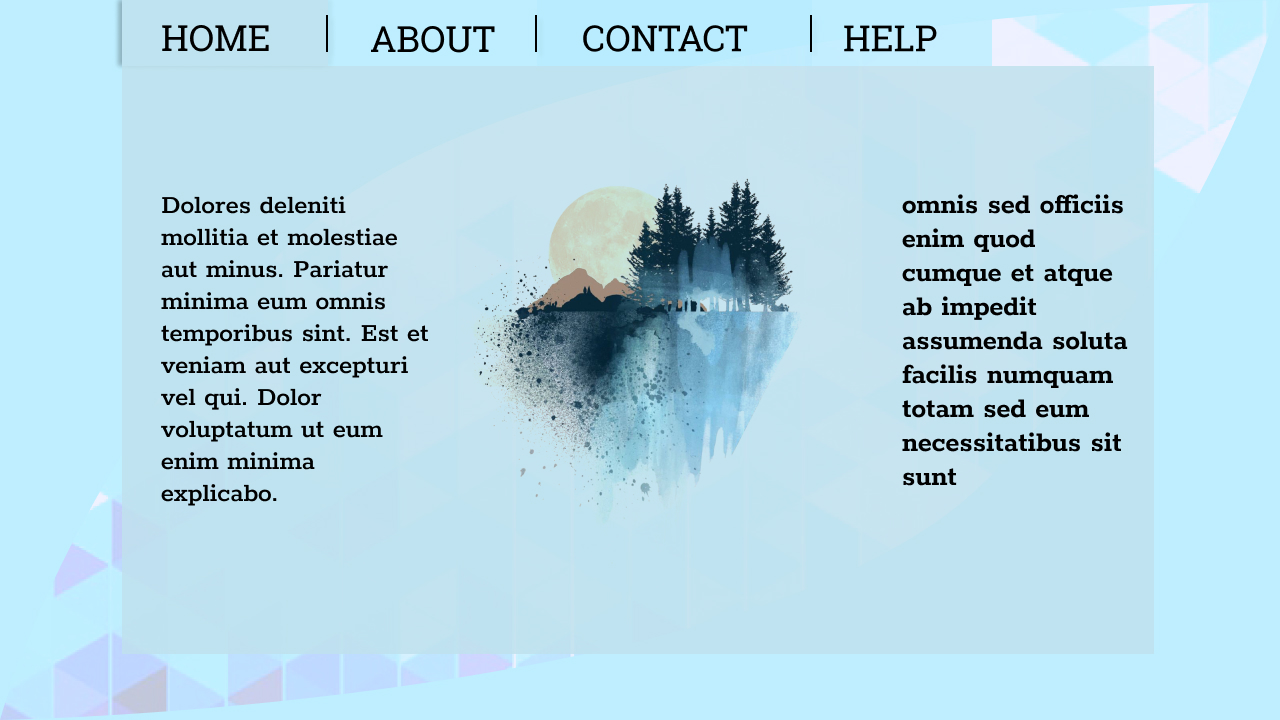 HOME ABOUT CONTACT HELP
Dolores deleniti
mollitia et molestiae
aut minus. Pariatur
minima eum omnis
temporibus sint. Est et
veniam aut excepturi
vel qui. Dolor
voluptatum ut eum
enim minima
explicabo.
omnis sed officiis
enim quod
cumque et atque
ab impedit
assumenda soluta
facilis numquam
totam sed eum
necessitatibus sit
sunt